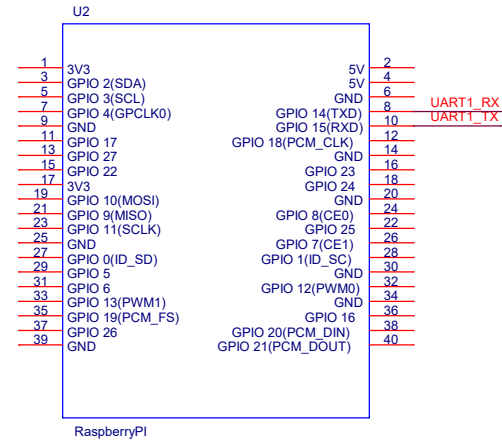 U2
1 3V3 5V 2
3 GPIO 2(SDA) 5V 4
5 GPIO 3(SCL) GND 6
7 GPIO 4(GPCLK0) GPIO 14(TXD) 8 UART1_RX
9 GND GPIO 15(RXD) 10 UART1_TX
11 GPIO 17 GPIO 18(PCM_CLK) 12
13 GPIO 27 GND 14
15 GPIO 22 GPIO 23 16
17 3V3 GPIO 24 18
19 GPIO 10(MOSI) GND 20
21 GPIO 9(MISO) GPIO 8(CE0) 24
23 GPIO 11(SCLK) GPIO 25 22
25 GND GPIO 7(CE1) 26
27 GPIO 0(ID_SD) GPIO 1(ID_SC) 28
29 GPIO 5 GND 30
31 GPIO 6 GPIO 12(PWM0) 32
33 GPIO 13(PWM1) GND 34
35 GPIO 19(PCM_FS) GPIO 16 36
37 GPIO 26 GPIO 20(PCM_DIN) 38
39 GND GPIO 21(PCM_DOUT) 40
RaspberryPI